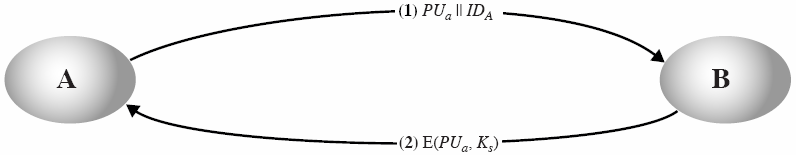 (1) PUa || IDA
A
B
(2) E(PUa, Ks)